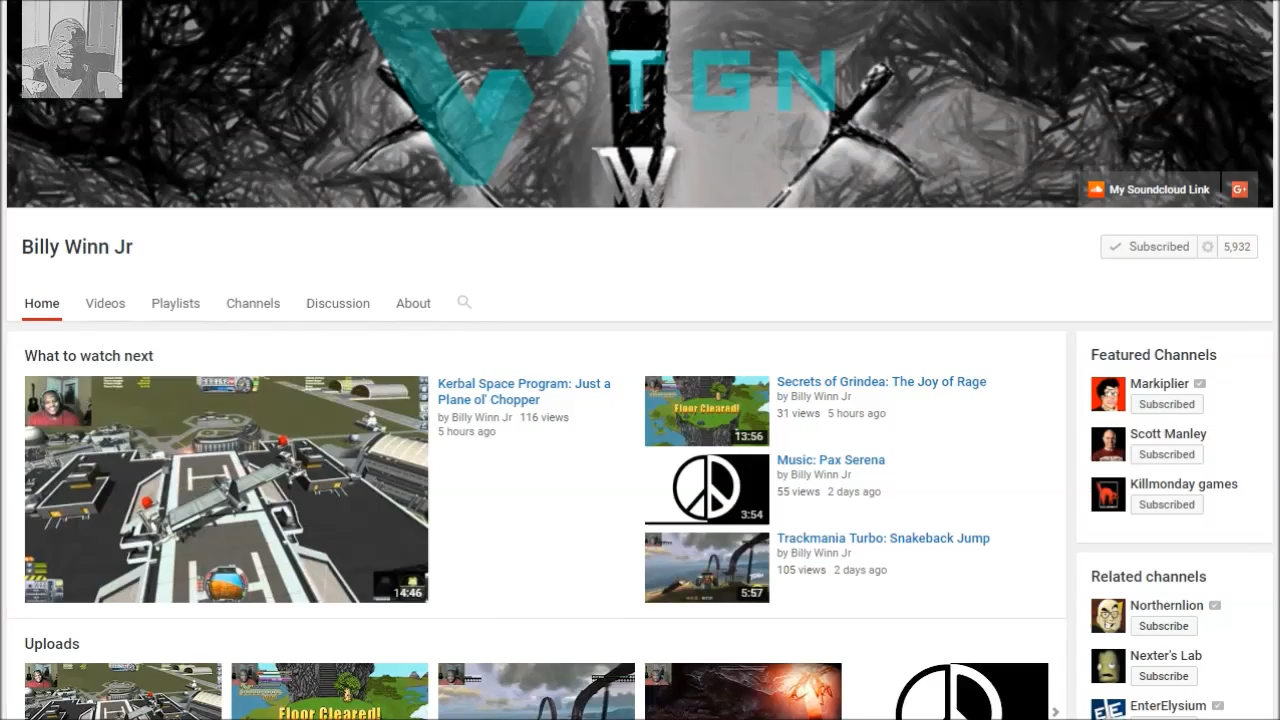 TGN
W
My Soundcloud Link
G+
Billy Winn Jr
Subscribed
5,932
Home
Videos
Playlists
Channels
Discussion
About
What to watch next
14:46
Kerbal Space Program: Just a
Plane ol' Chopper
by Billy Winn Jr 116 views
5 hours ago
Floor Cleared!
13:56
Secrets of Grindea: The Joy of Rage
by Billy Winn Jr
31 views 5 hours ago
3:54
Music: Pax Serena
by Billy Winn Jr
55 views 2 days ago
5:57
Trackmania Turbo: Snakeback Jump
by Billy Winn Jr
105 views 2 days ago
Featured Channels
Markiplier
Subscribed
Scott Manley
Subscribed
Killmonday games
Subscribed
Related channels
Northernlion
Subscribe
Nexter's Lab
Subscribe
EnterElysium
Uploads
Floor Cleared!